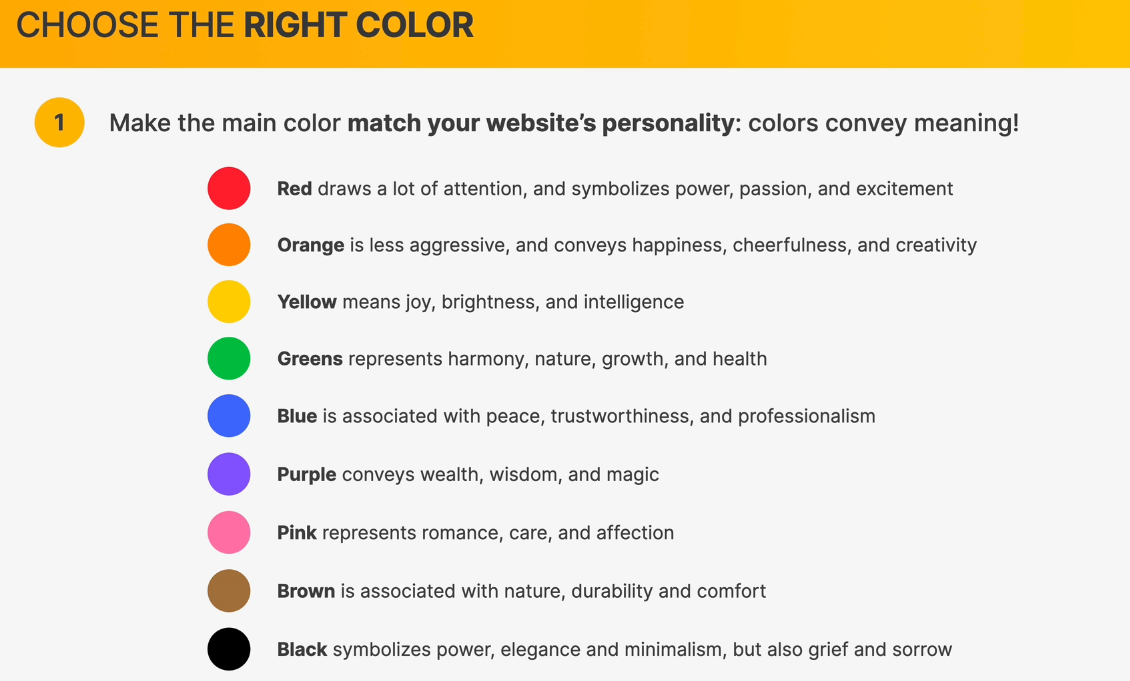 CHOOSE THE RIGHT COLOR
1 Make the main color match your website’s personality: colors convey meaning!
Red draws a lot of attention, and symbolizes power, passion, and excitement
Orange is less aggressive, and conveys happiness, cheerfulness, and creativity
Yellow means joy, brightness, and intelligence
Greens represents harmony, nature, growth, and health
Blue is associated with peace, trustworthiness, and professionalism
Purple conveys wealth, wisdom, and magic
Pink represents romance, care, and affection
Brown is associated with nature, durability and comfort
Black symbolizes power, elegance and minimalism, but also grief and sorrow